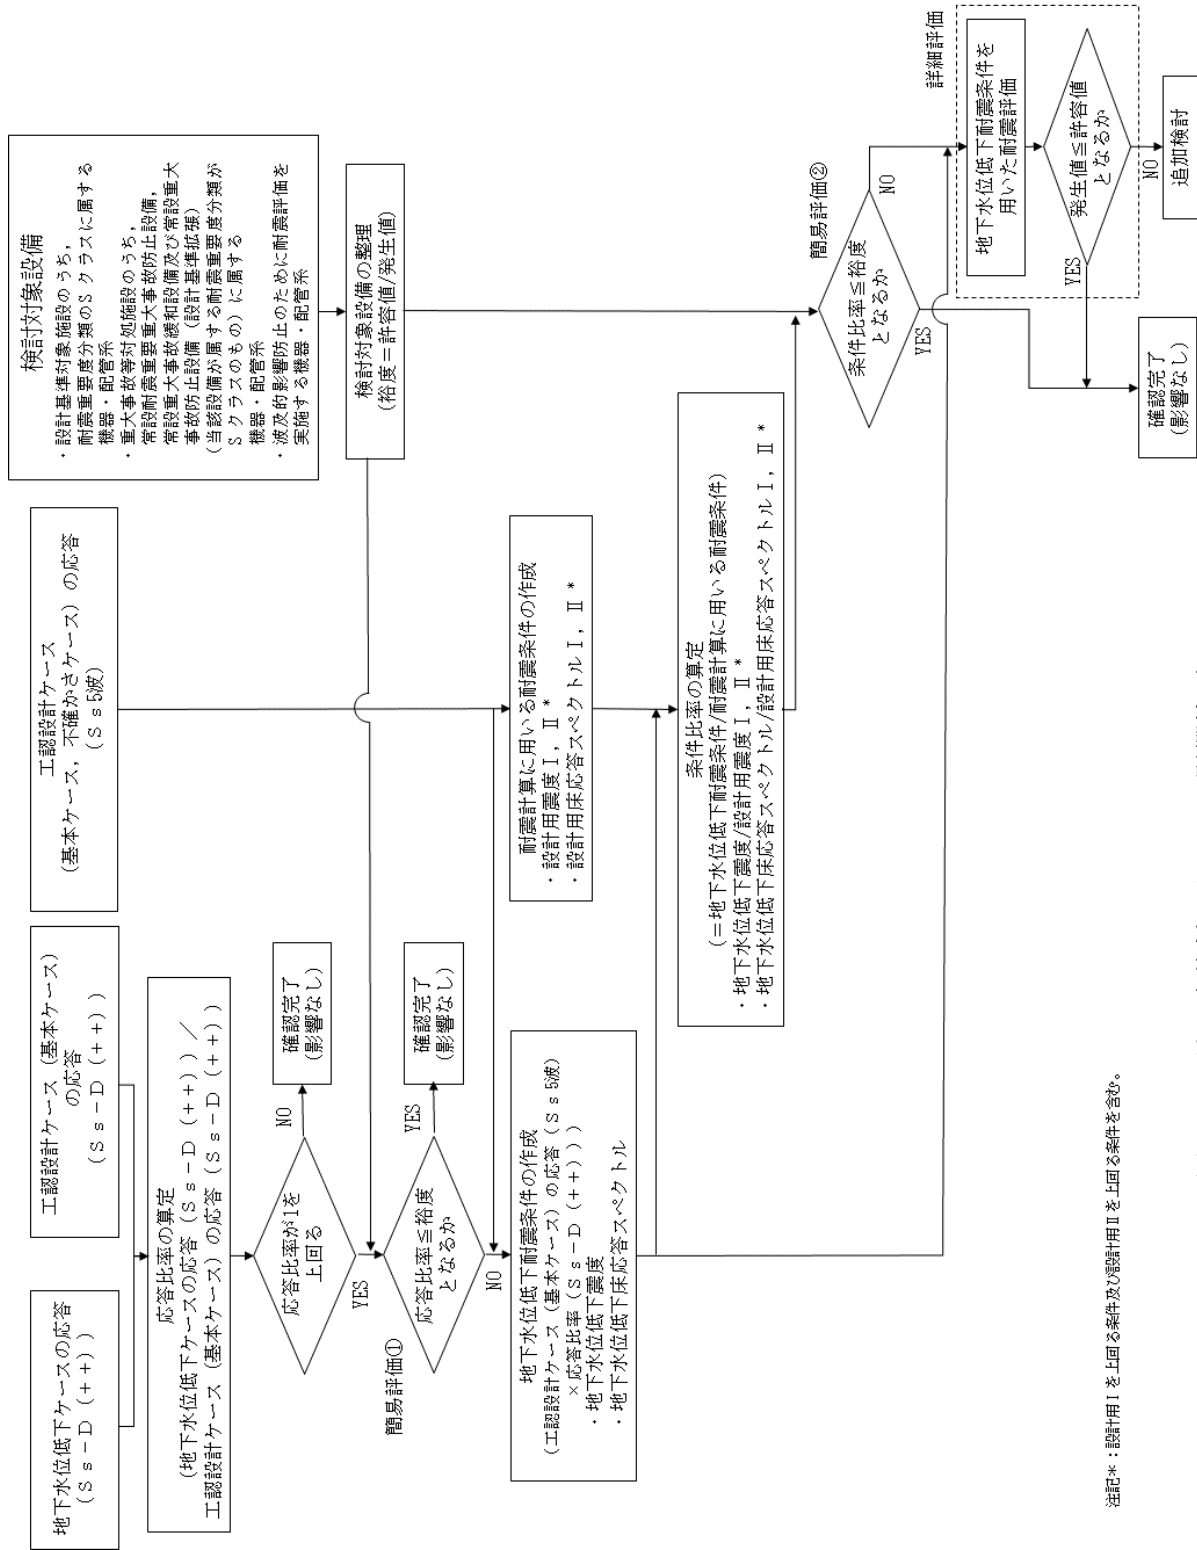 地下水位低下ケースの応答
(Ｓｓ－Ｄ(＋＋))
工認設計ケース(基本ケース)
の応答
(Ｓｓ－Ｄ(＋＋))
工認設計ケース
(基本ケース，不確かさケース)の応答
(Ｓｓ5波)
検討対象設備
・設計基準対象施設のうち，
耐震重要度分類のＳクラスに属する
機器・配管系
・重大事故等対処施設のうち，
常設耐震重要重大事故防止設備，
常設重大事故緩和設備及び常設重大
事故防止設備(設計基準拡張)
(当該設備が属する耐震重要度分類が
Ｓクラスのもの)に属する
機器・配管系
・波及的影響防止のために耐震評価を
実施する機器・配管系
応答比率の算定
(地下水位低下ケースの応答(Ｓｓ－Ｄ(＋＋))／
工認設計ケース(基本ケース)の応答(Ｓｓ－Ｄ(＋＋))
検討対象設備の整理
(裕度＝許容値/発生値)
応答比率が1を
上回る
NO
確認完了
(影響なし)
YES
簡易評価①
応答比率≦裕度
となるか
YES
確認完了
(影響なし)
NO
地下水位低下耐震条件の作成
(工認設計ケース(基本ケース)の応答(Ｓｓ5波)
×応答比率(Ｓｓ－Ｄ(＋＋)))
・地下水位低下震度
・地下水位低下床応答スペクトル
耐震計算に用いる耐震条件の作成
・設計用震度Ⅰ，Ⅱ＊
・設計用床応答スペクトルⅠ，Ⅱ＊
条件比率の算定
(＝地下水位低下耐震条件/耐震計算に用いる耐震条件)
・地下水位低下震度/設計用震度Ⅰ，Ⅱ＊
・地下水位低下床応答スペクトル/設計用床応答スペクトルⅠ，Ⅱ＊
簡易評価②
条件比率≦裕度
となるか
NO
YES
詳細評価
地下水位低下耐震条件を
用いた耐震評価
発生値≦許容値
となるか
YES
NO
確認完了
(影響なし)
追加検討
注記＊：設計用Ⅰを上回る条件及び設計用Ⅱを上回る条件を含む。